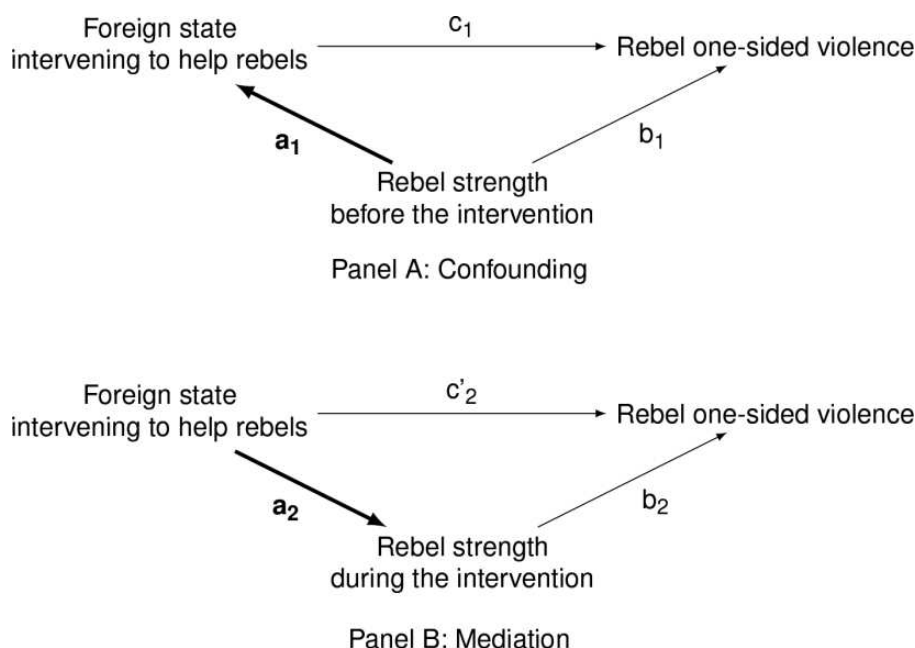 Foreign state
intervening to help rebels
c1
Rebel one-sided violence
a1
b1
Rebel strength
before the intervention
Panel A: Confounding
Foreign state
intervening to help rebels
c'2
Rebel one-sided violence
a2
b2
Rebel strength
during the intervention
Panel B: Mediation